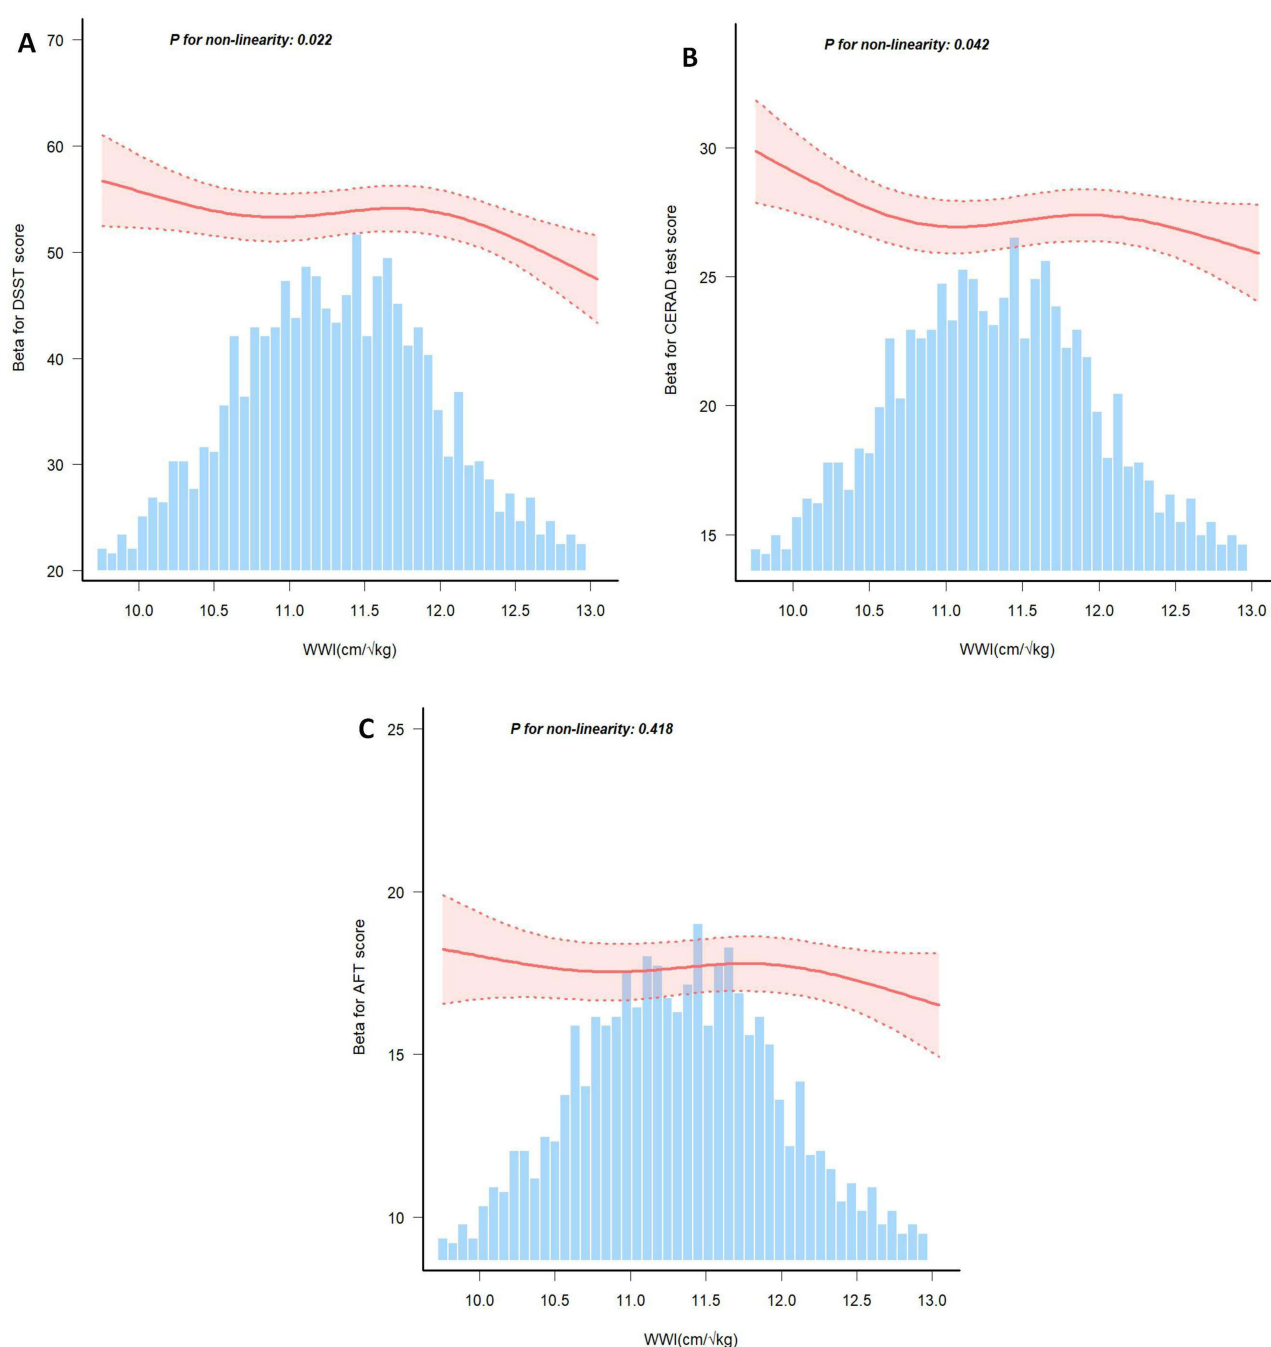 A
P for non-linearity: 0.022
70
60
50
40
30
20
Beta for DSST score
10.0 10.5 11.0 11.5 12.0 12.5 13.0
WWI(cm/√kg)
B
P for non-linearity: 0.042
30
25
20
15
Beta for CERAD test score
10.0 10.5 11.0 11.5 12.0 12.5 13.0
WWI(cm/√kg)
C
P for non-linearity: 0.418
25
20
15
10
Beta for AFT score
10.0 10.5 11.0 11.5 12.0 12.5 13.0
WWI(cm/√kg)